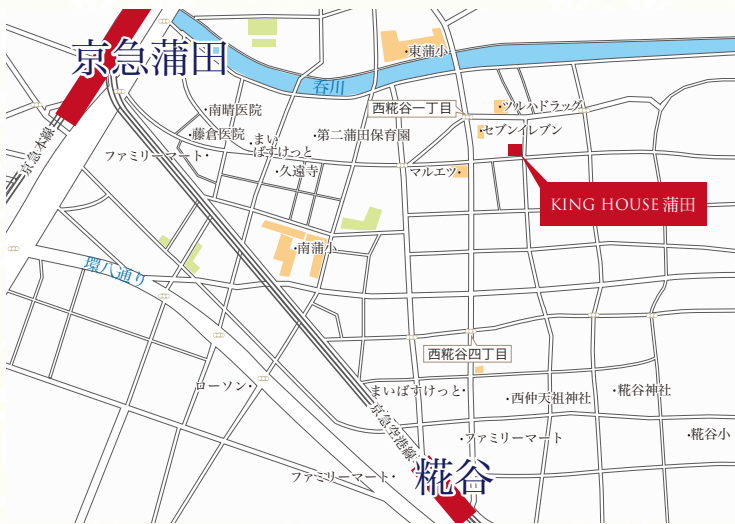 京急蒲田
東蒲小
呑川
西糀谷一丁目
・ツルハドラッグ
・南晴医院
・セブンイレブン
・藤倉医院
・まい
ばすけっと
・第二蒲田保育園
京急本線
ファミリーマート・
・久遠寺
マルエツ・
KING HOUSE 蒲田
・南蒲小
環八通り
西糀谷四丁目
ローソン・
まいばすけっと・
・西仲天祖神社
・糀谷神社
京急空港線
・ファミリーマート
・糀谷小
ファミリーマート・
糀谷